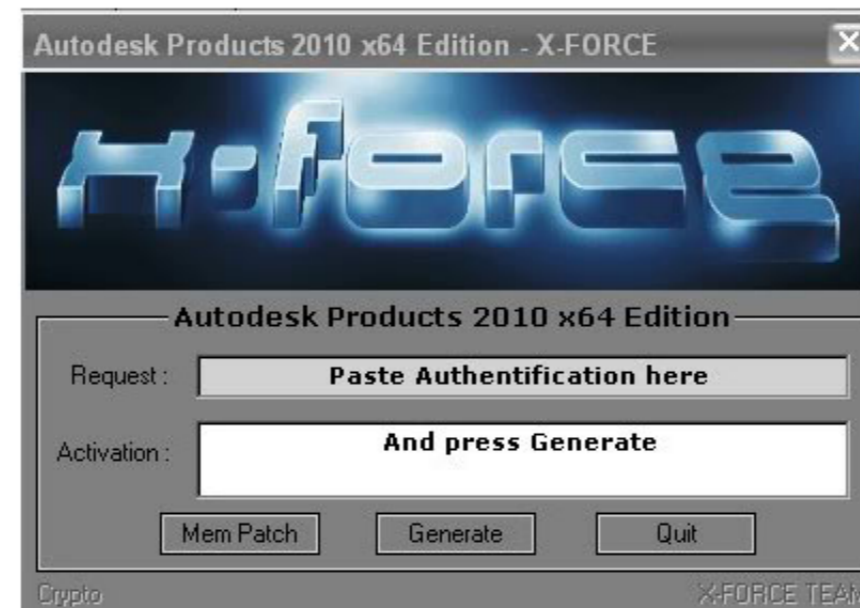 Autodesk Products 2010 x64 Edition - X-FORCE
x-force
Autodesk Products 2010 x64 Edition
Request : Paste Authentification here
Activation : And press Generate
Mem Patch Generate Quit
Crypto X-FORCE TEAM